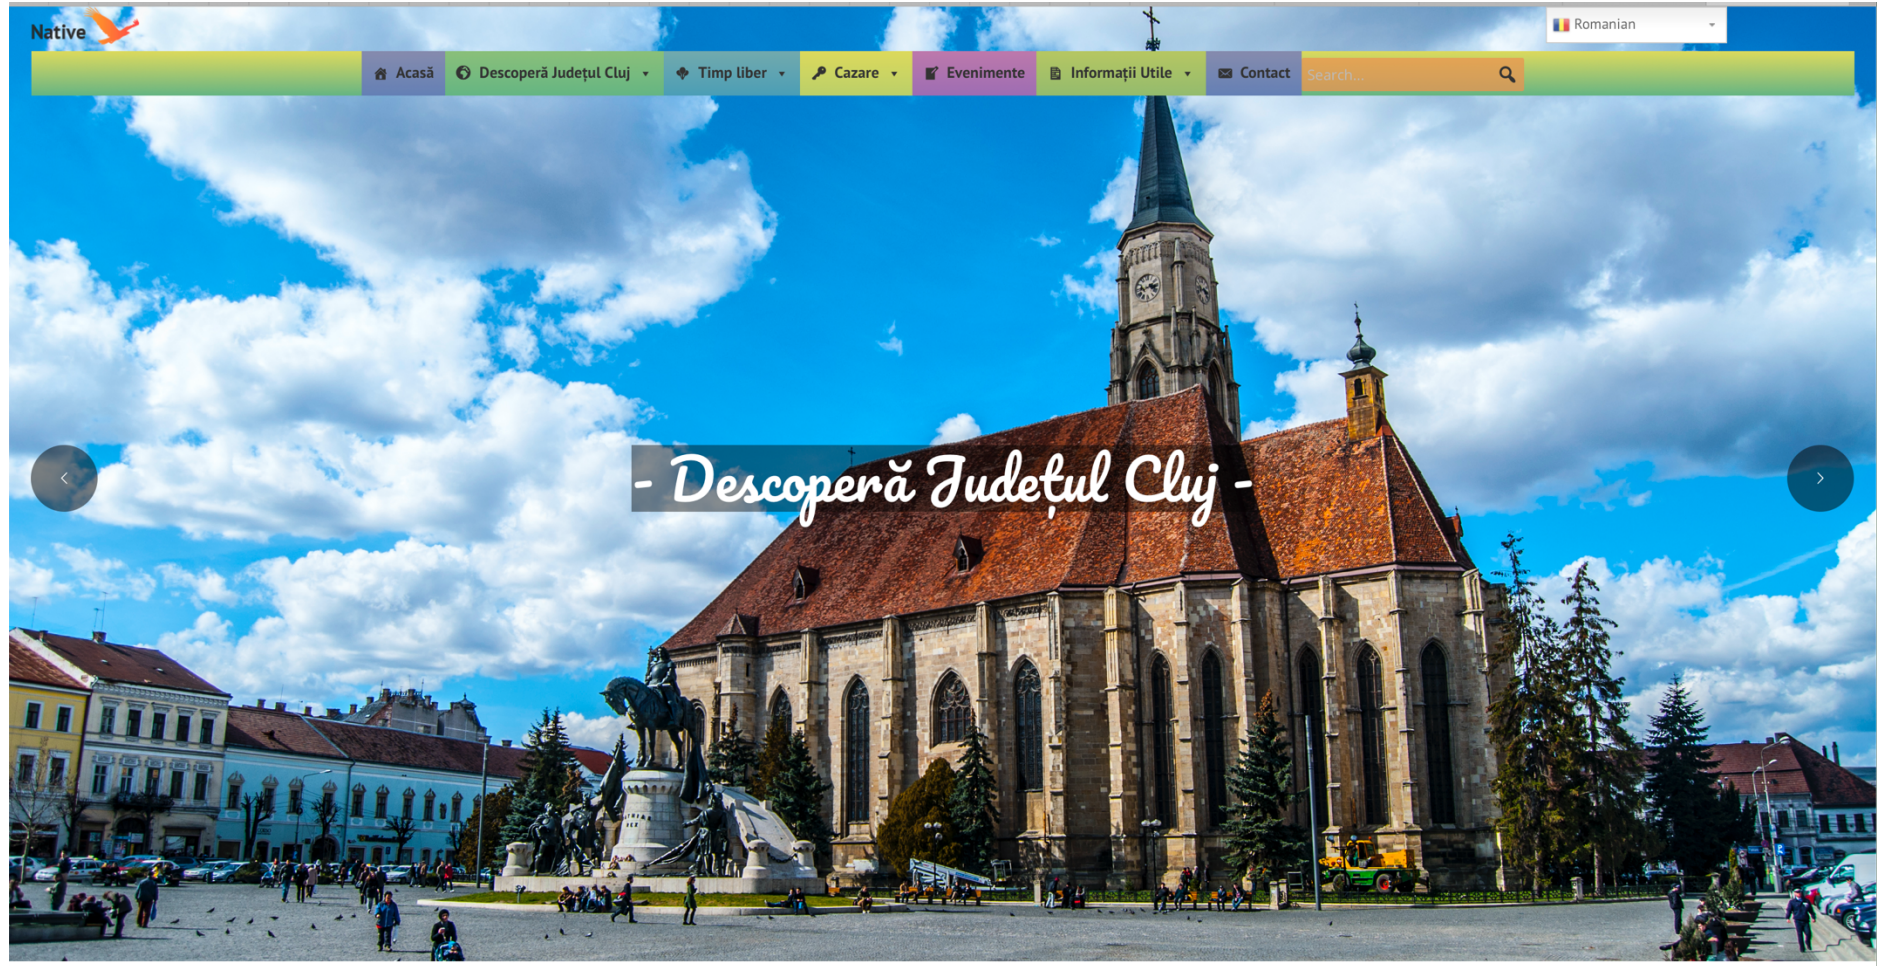 Native
Romanian
Acasă Descoperă Județul Cluj Timp liber Cazare Evenimente Informații Utile Contact Search...
- Descoperă Județul Cluj -